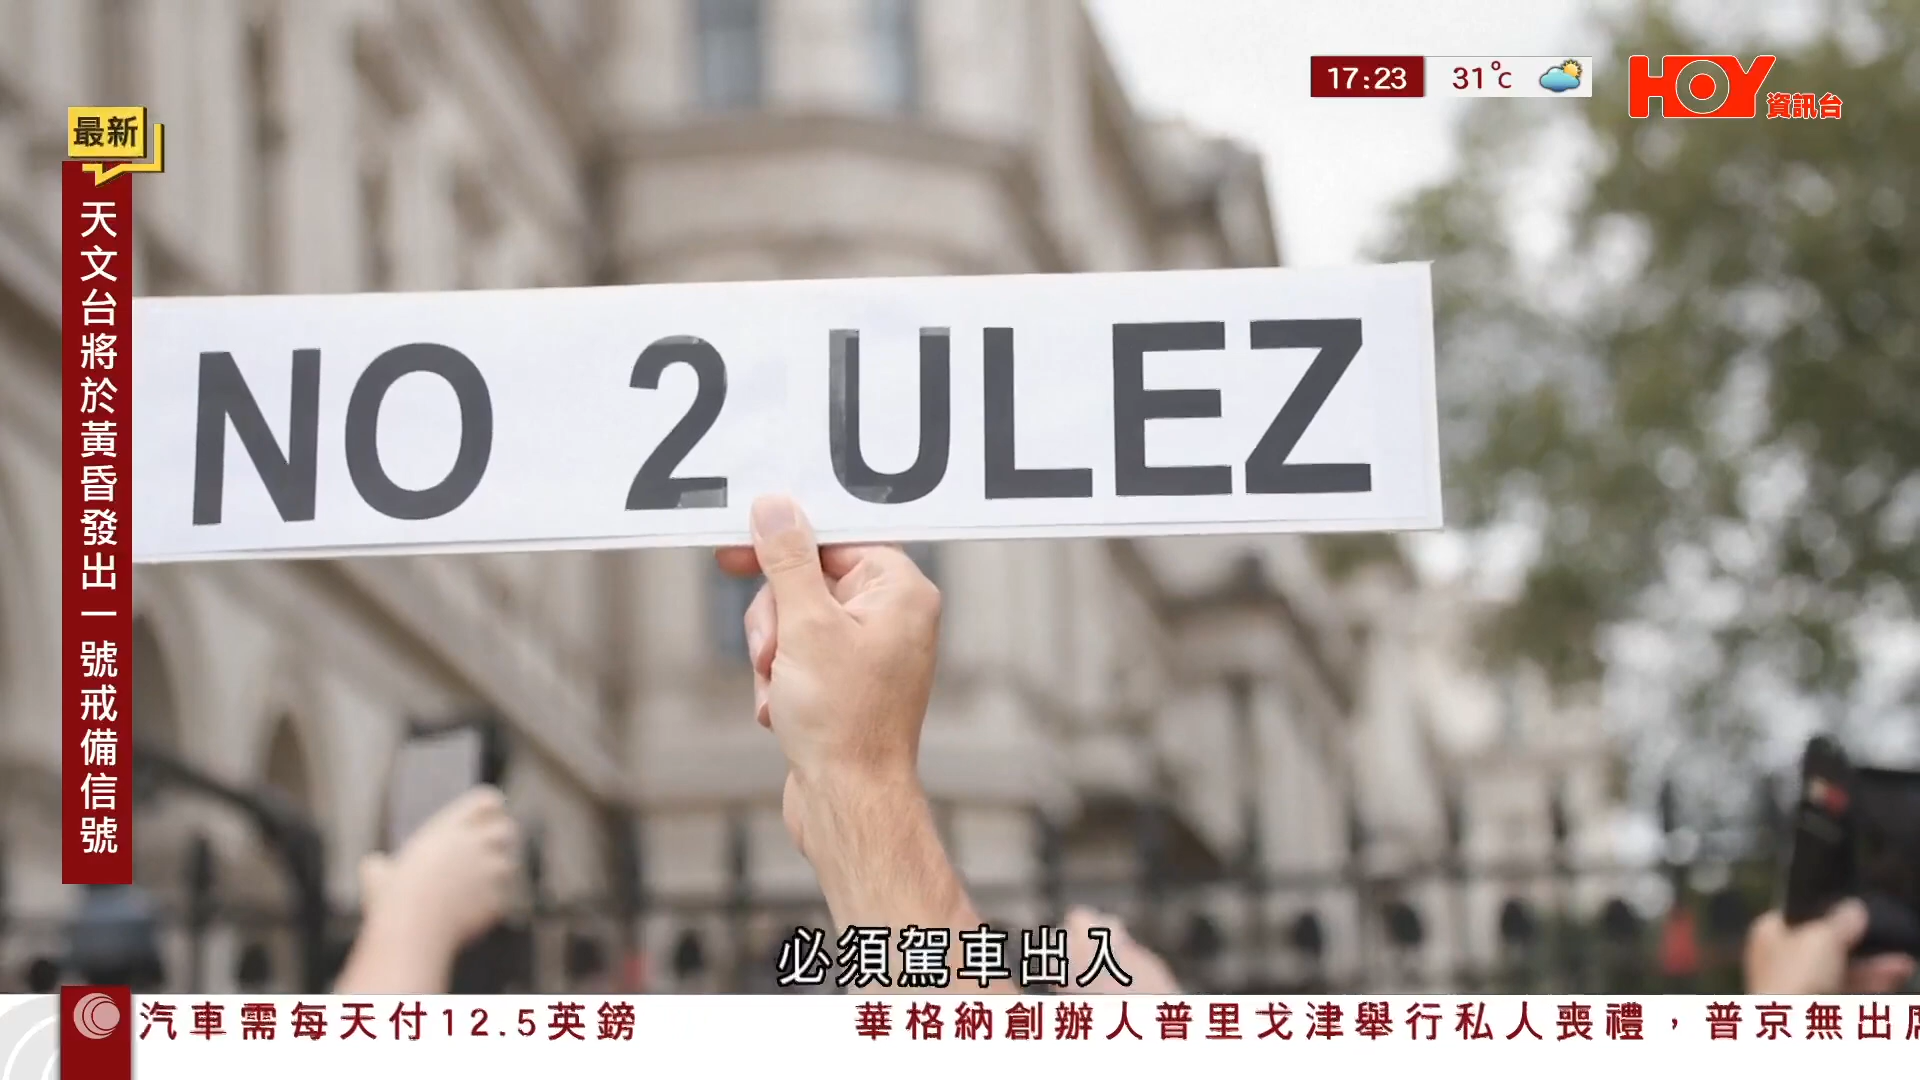 17:23 31°c
HOY 資訊台
最新
天文台將於黃昏發出一號戒備信號
NO 2 ULEZ
必須駕車出入
汽車需每天付12.5英鎊 華格納創辦人普里戈津舉行私人喪禮，普京無出席